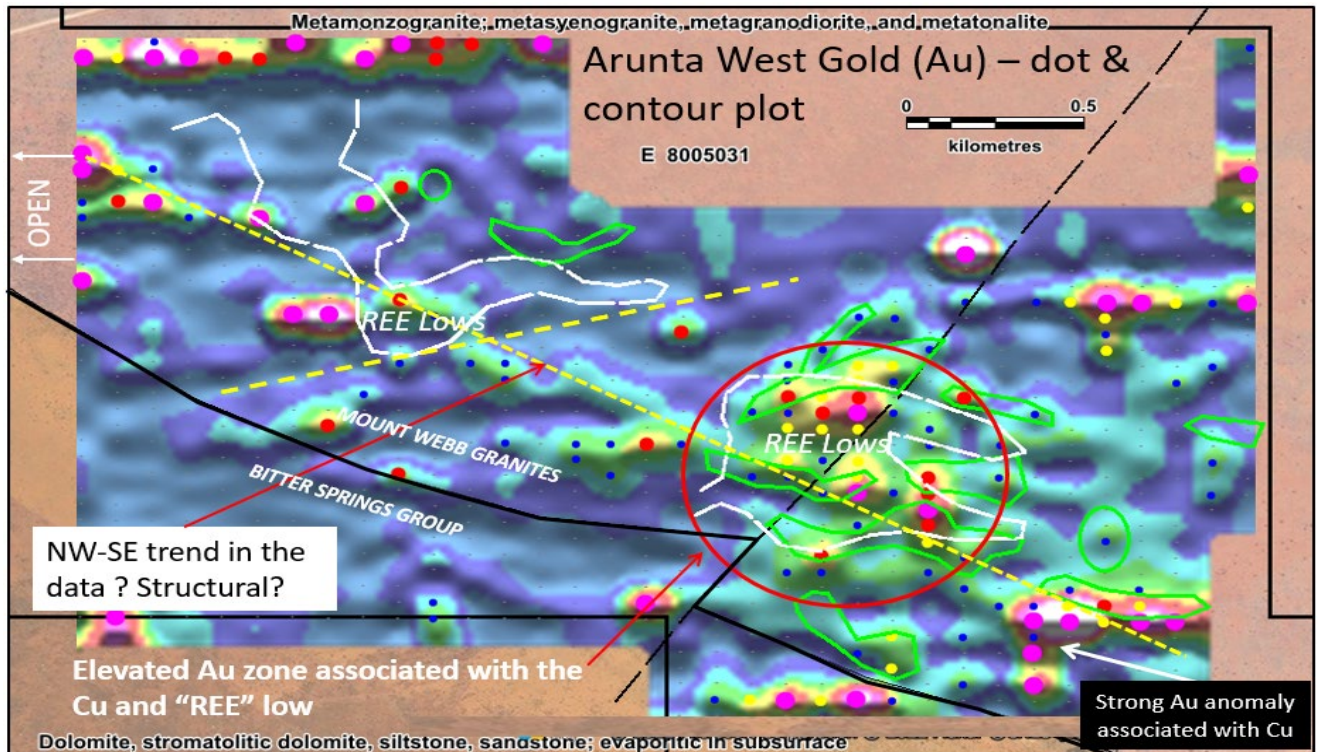 Metamonzogranite; metasyenogranite, metagranodiorite, and metatonalite
Arunta West Gold (Au) – dot &
contour plot
0 0.5
kilometres
E 8005031
OPEN
REE Lows
REE Lows
MOUNT WEBB GRANITES
BITTER SPRINGS GROUP
NW-SE trend in the
data ? Structural?
Elevated Au zone associated with the
Cu and “REE” low
Strong Au anomaly
associated with Cu
Dolomite, stromatolitic dolomite, siltstone, sandstone; evaporitic in subsurface